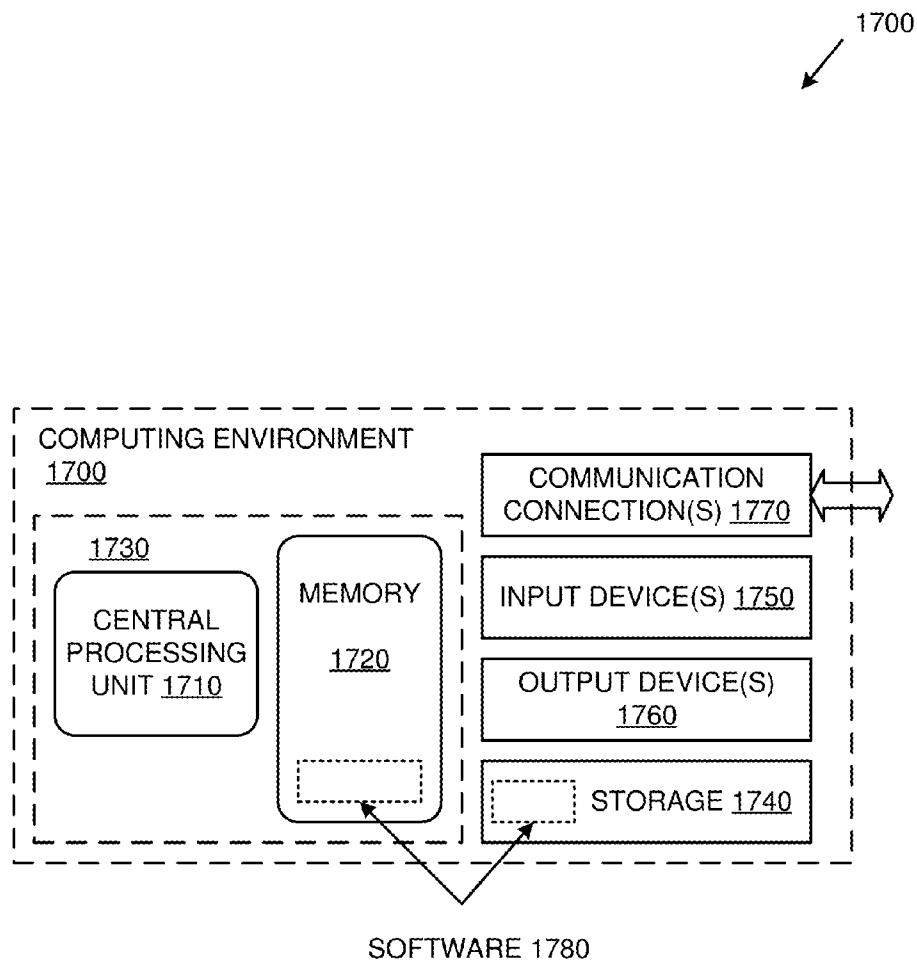 1700
COMPUTING ENVIRONMENT
1700
1730
CENTRAL
PROCESSING
UNIT 1710
MEMORY
1720
COMMUNICATION
CONNECTION(S) 1770
INPUT DEVICE(S) 1750
OUTPUT DEVICE(S)
1760
STORAGE 1740
SOFTWARE 1780